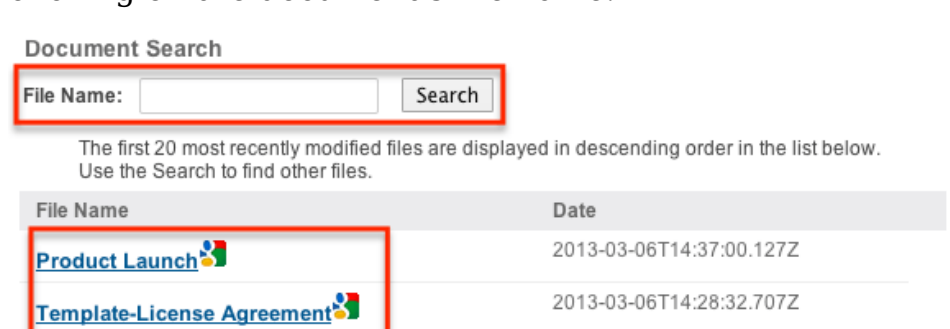 Document Search
File Name: Search
The first 20 most recently modified files are displayed in descending order in the list below.
Use the Search to find other files.
File Name Date
Product Launch 2013-03-06T14:37:00.127Z
Template-License Agreement 2013-03-06T14:28:32.707Z